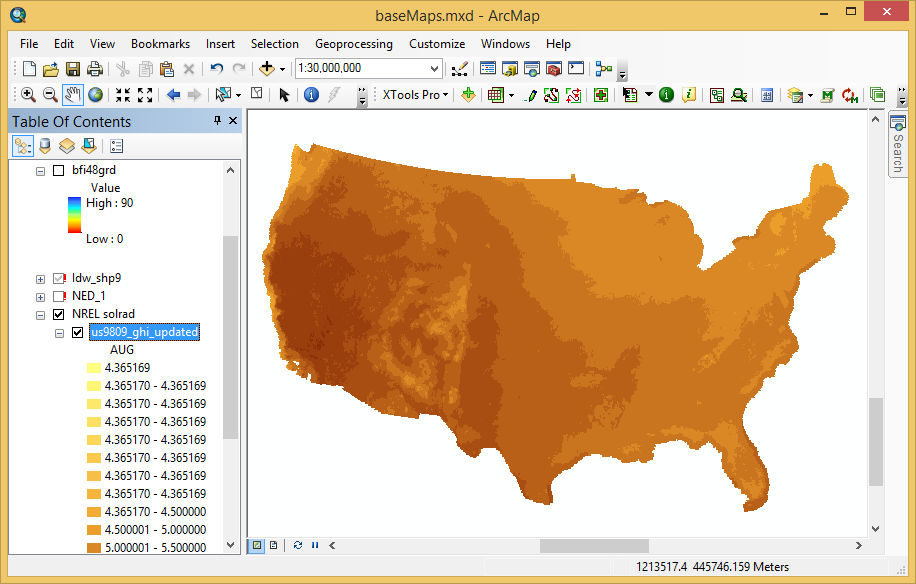 baseMaps.mxd - ArcMap
File Edit View Bookmarks Insert Selection Geoprocessing Customize Windows Help
1:30,000,000
XTools Pro
Table Of Contents
Search
bfi48grd
Value
High : 90
Low : 0
ldw_shp9
NED_1
NREL solrad
us9809_ghi_updated
AUG
4.365169
4.365170 - 4.365169
4.365170 - 4.365169
4.365170 - 4.365169
4.365170 - 4.365169
4.365170 - 4.365169
4.365170 - 4.365169
4.365170 - 4.365169
4.365170 - 4.500000
4.500001 - 5.000000
5.000001 - 5.500000
1213517.4 445746.159 Meters